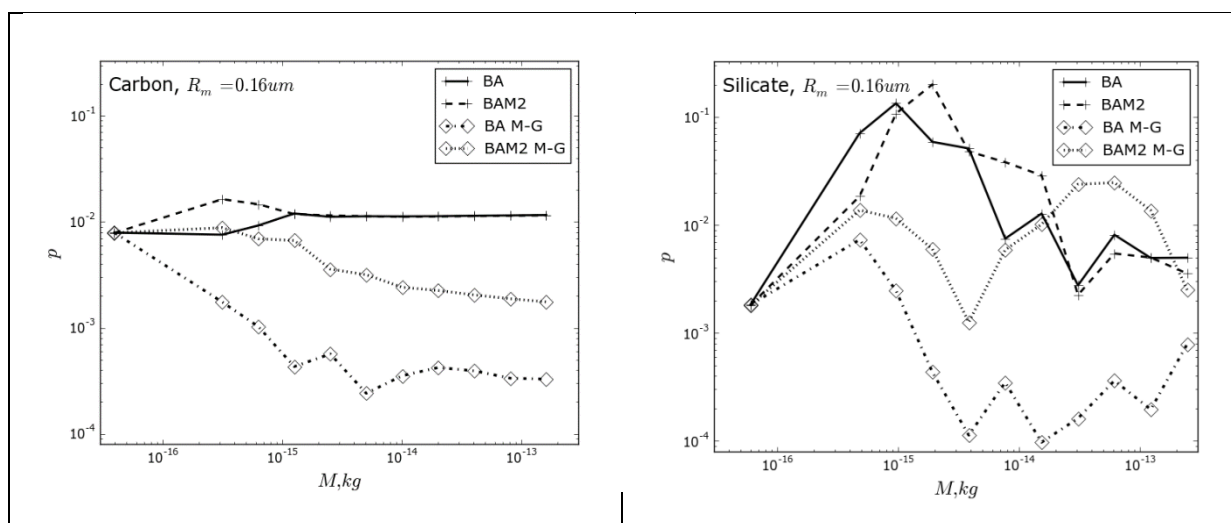 Carbon, R_m = 0.16um
BA
BAM2
BA M-G
BAM2 M-G
10^-1
10^-2
10^-3
10^-4
p
10^-16
10^-15
10^-14
10^-13
M,kg
Silicate, R_m = 0.16um
BA
BAM2
BA M-G
BAM2 M-G
10^-1
10^-2
10^-3
10^-4
p
10^-16
10^-15
10^-14
10^-13
M,kg